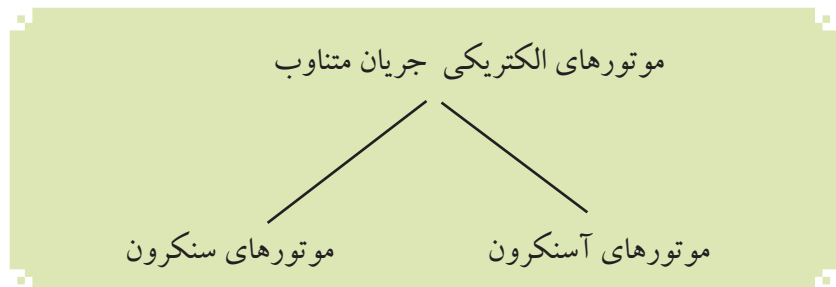 موتورهای الکتریکی جریان متناوب
موتورهای آسنکرون
موتورهای سنکرون